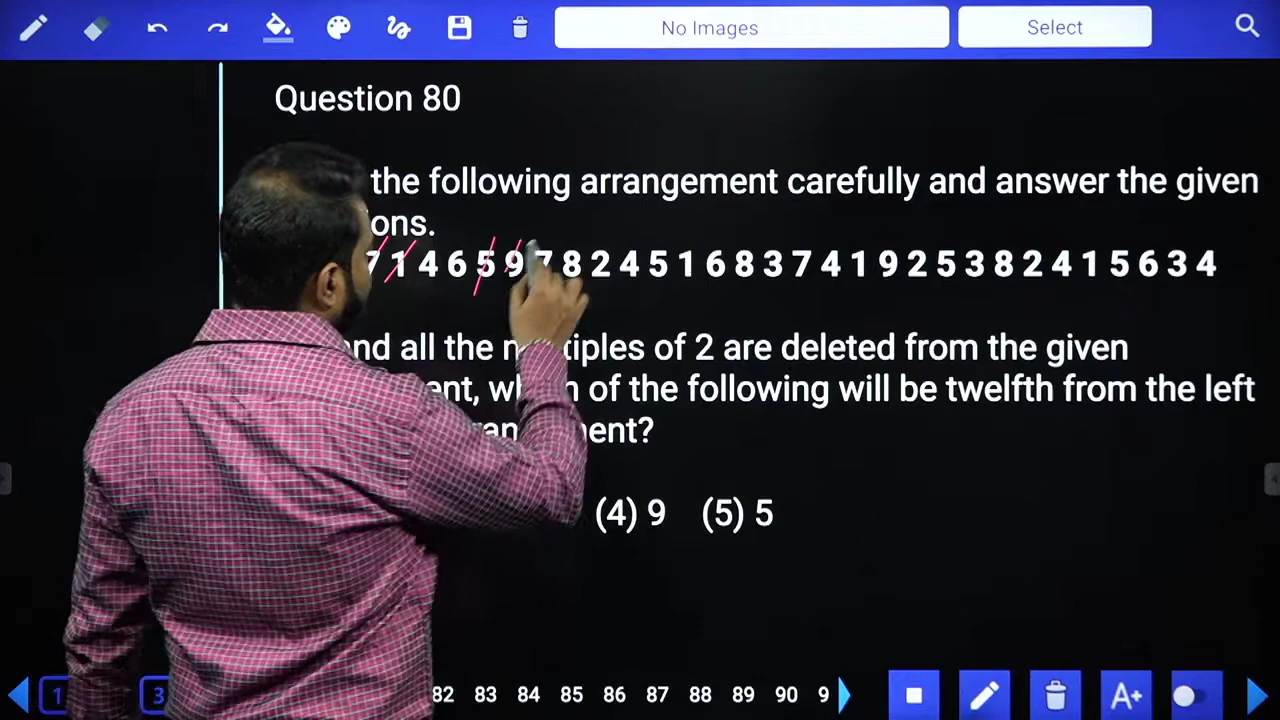 No Images
Select
Question 80
the following arrangement carefully and answer the given
ons.
7 1 4 6 5 9 7 8 2 4 5 1 6 8 3 7 4 1 9 2 5 3 8 2 4 1 5 6 3 4
and all the of 2 are deleted from the given
of the following will be twelfth from the left
(4) 9 (5) 5
1 3 82 83 84 85 86 87 88 89 90 9
A+